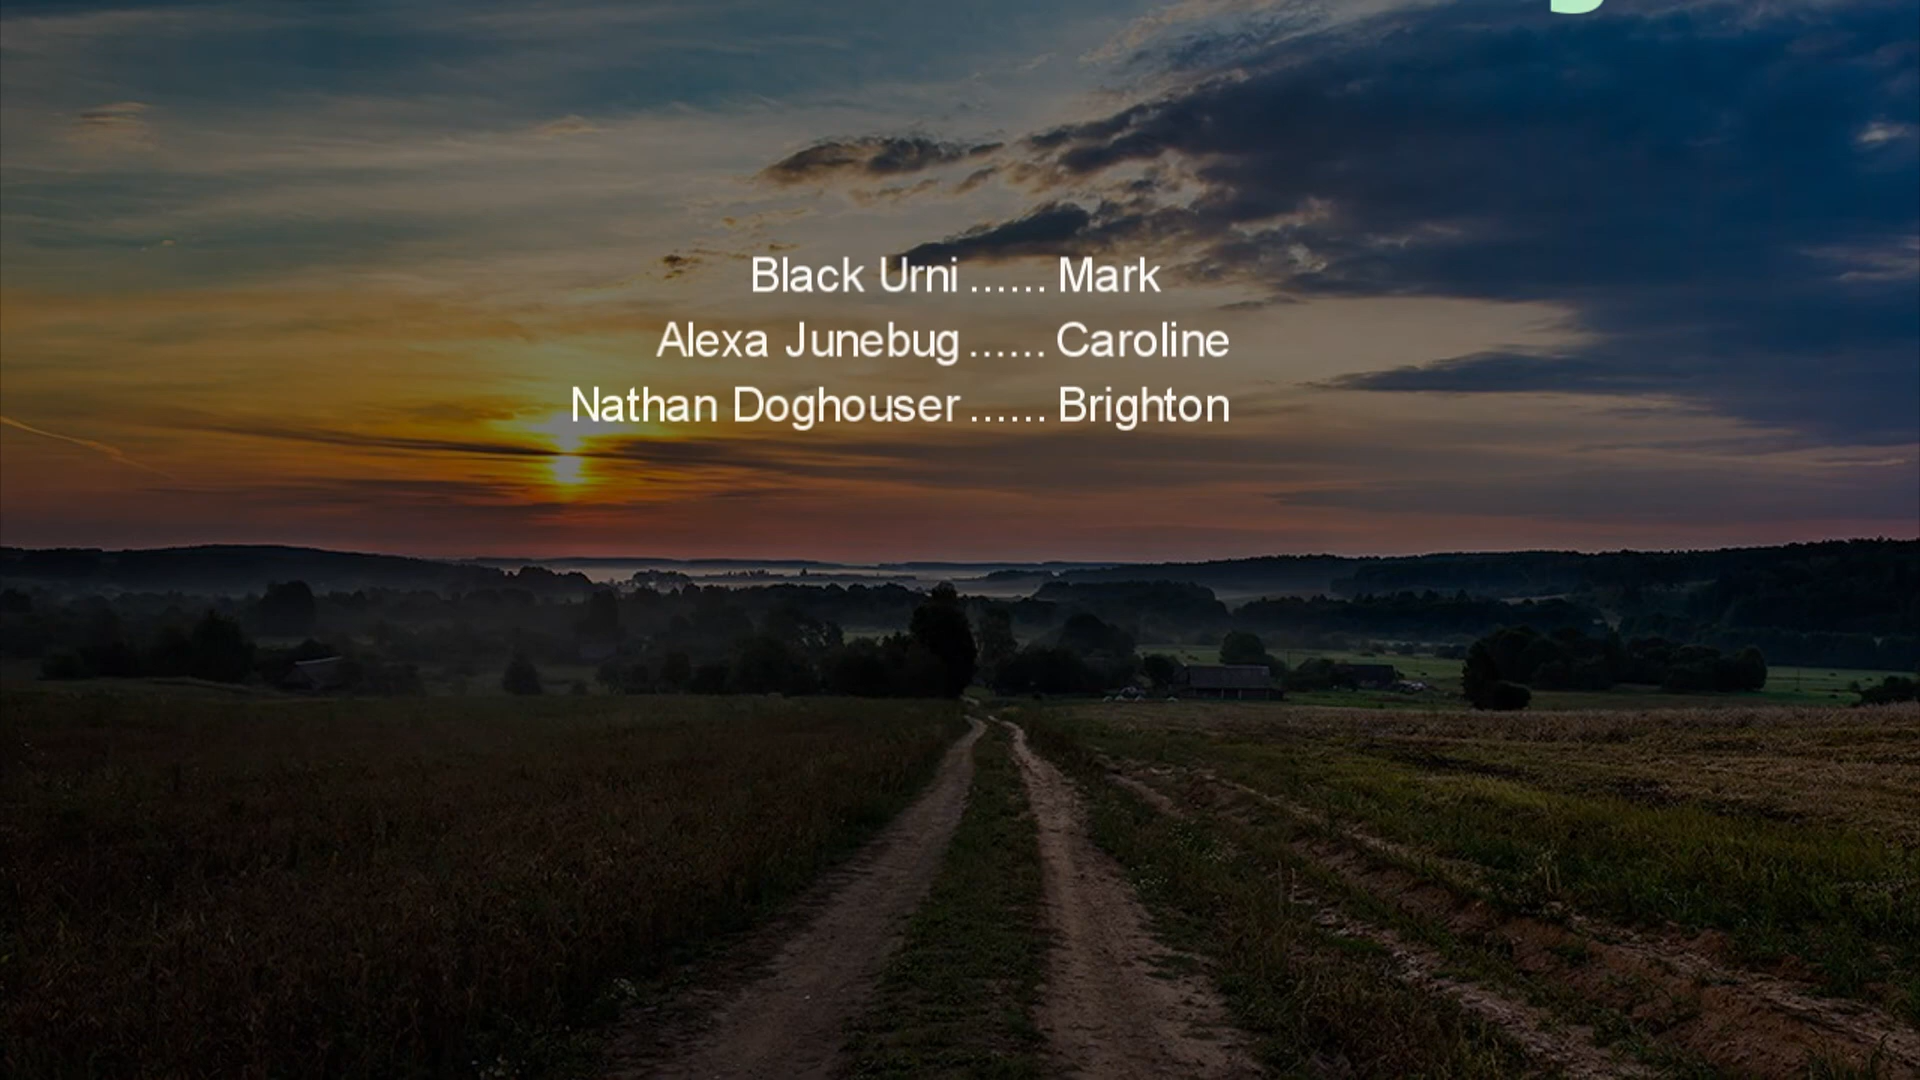 Black Urni ...... Mark
Alexa Junebug ...... Caroline
Nathan Doghouser ...... Brighton